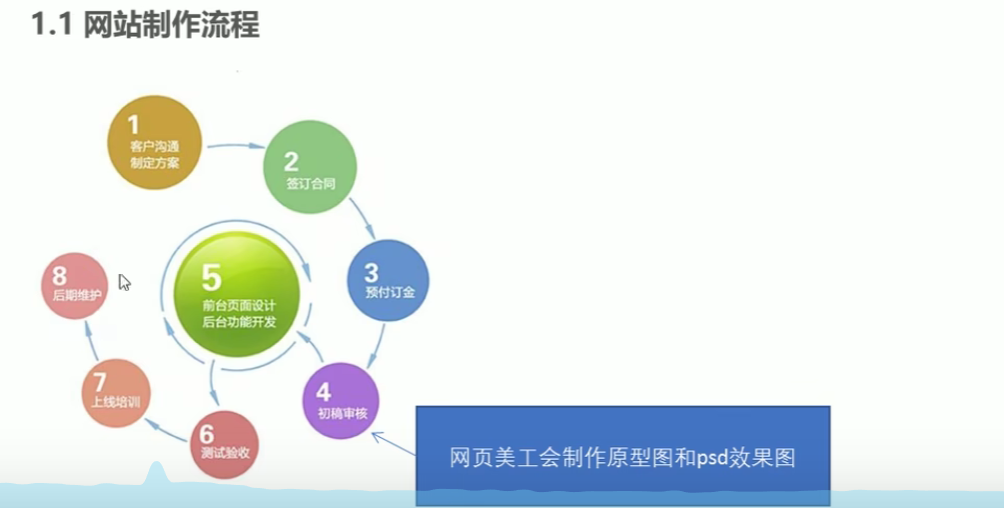 1.1 网站制作流程
1
客户沟通
制定方案
2
签订合同
3
预付订金
4
初稿审核
5
前台页面设计
后台功能开发
6
测试验收
7
上线培训
8
后期维护
网页美工会制作原型图和psd效果图